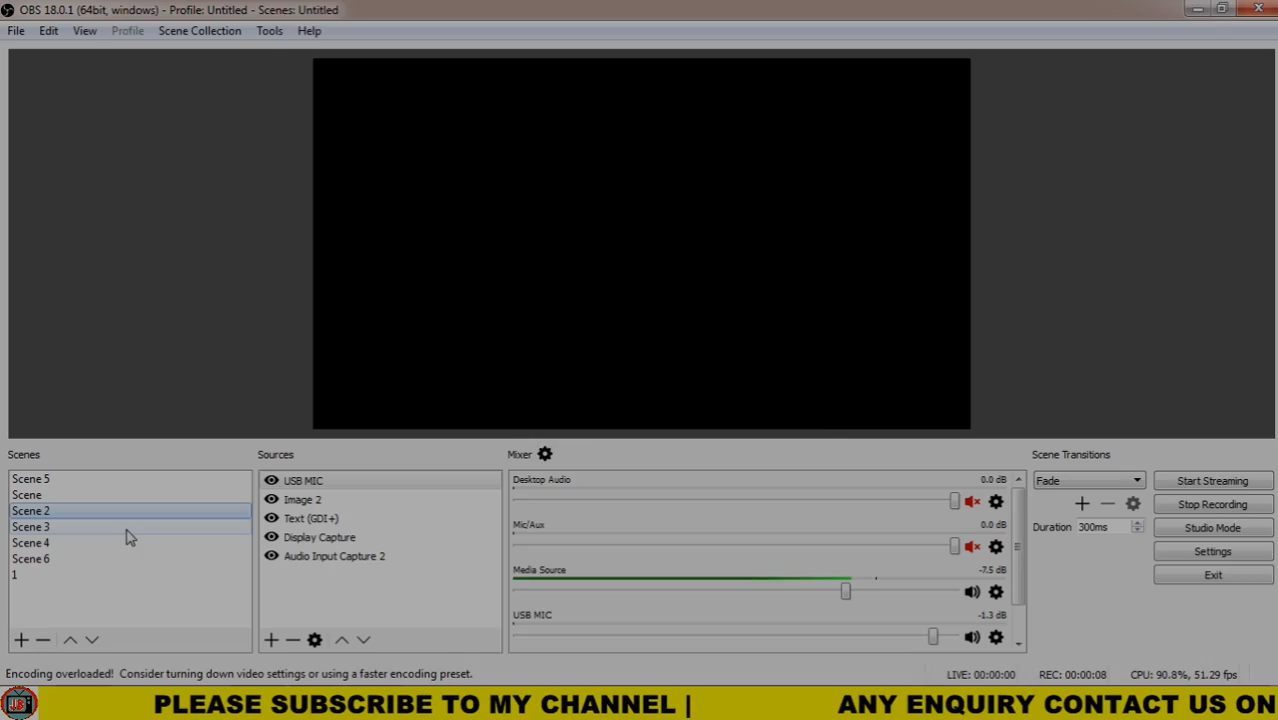 OBS 18.0.1 (64bit, windows) - Profile: Untitled - Scenes: Untitled
File Edit View Profile Scene Collection Tools Help
Scenes
Scene 5
Scene
Scene 2
Scene 3
Scene 4
Scene 6
1
Sources
USB MIC
Image 2
Text (GDI+)
Display Capture
Audio Input Capture 2
Mixer
Desktop Audio 0.0 dB
Mic/Aux 0.0 dB
Media Source -7.5 dB
USB MIC -1.3 dB
Scene Transitions
Fade
Duration 300ms
Start Streaming
Stop Recording
Studio Mode
Settings
Exit
Encoding overloaded! Consider turning down video settings or using a faster encoding preset.
LIVE: 00:00:00 REC: 00:00:08 CPU: 90.8%, 51.29 fps
PLEASE SUBSCRIBE TO MY CHANNEL | ANY ENQUIRY CONTACT US ON